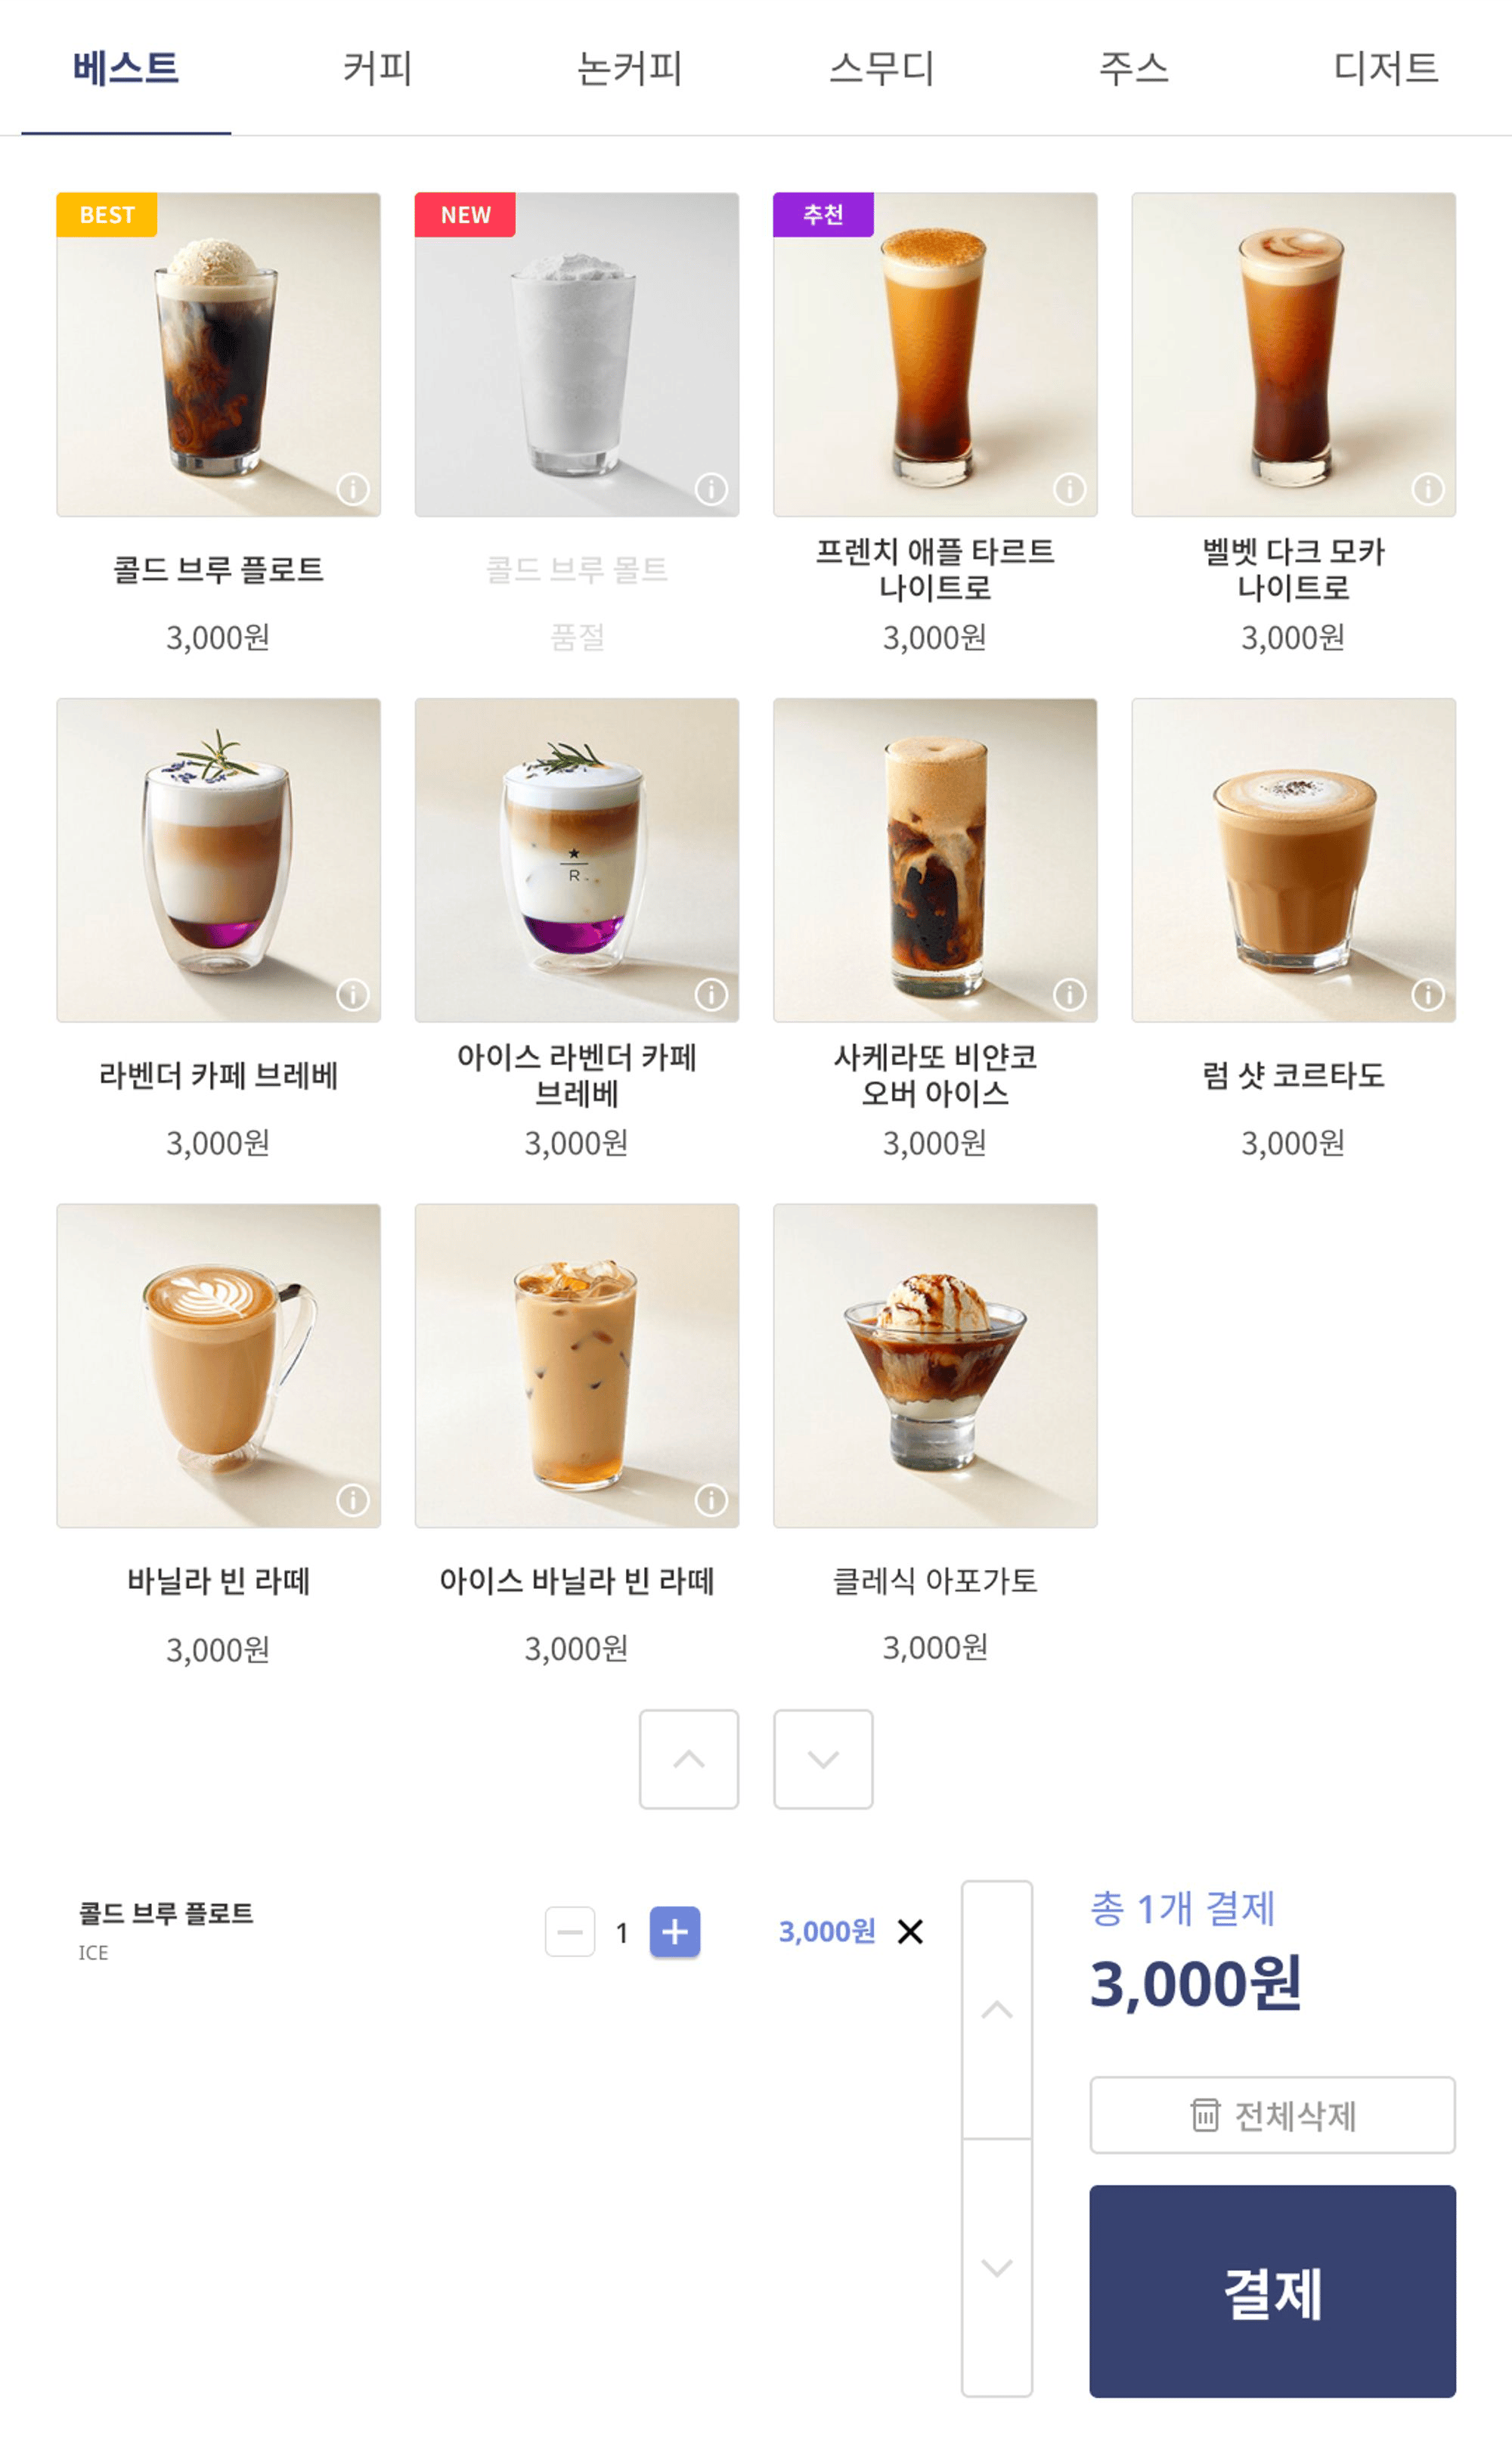 베스트 커피 논커피 스무디 주스 디저트
BEST
NEW
추천
콜드 브루 플로트
3,000원
콜드 브루 몰트
품절
프렌치 애플 타르트
나이트로
3,000원
벨벳 다크 모카
나이트로
3,000원
라벤더 카페 브레베
3,000원
R
아이스 라벤더 카페
브레베
3,000원
사케라또 비얀코
오버 아이스
3,000원
럼 샷 코르타도
3,000원
바닐라 빈 라떼
3,000원
아이스 바닐라 빈 라떼
3,000원
클레식 아포가토
3,000원
콜드 브루 플로트
ICE
1
3,000원
총 1개 결제
3,000원
전체삭제
결제